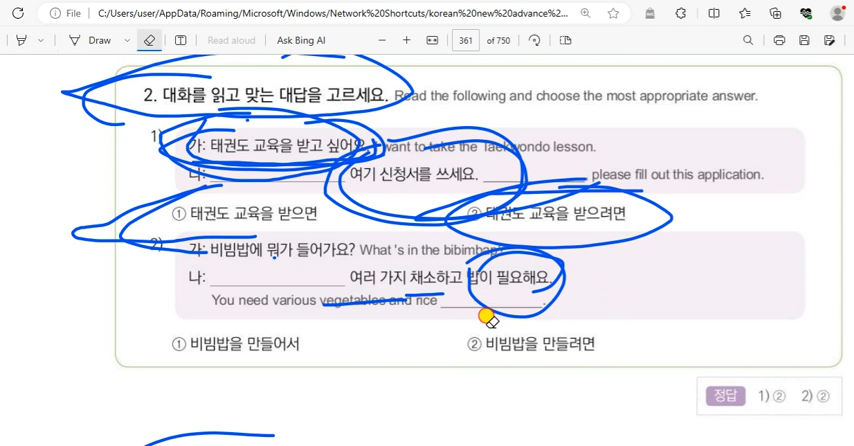 File
C:/Users/user/AppData/Roaming/Microsoft/Windows/Network%20Shortcuts/korean%20new%20advance%2...
Draw
Read aloud
Ask Bing AI
361 of 750
2. 대화를 읽고 맞는 대답을 고르세요. Read the following and choose the most appropriate answer.
1)
가: 태권도 교육을 받고 싶어요. I want to take the Taekwondo lesson.
나: ____________ 여기 신청서를 쓰세요. ____________ please fill out this application.
① 태권도 교육을 받으면 ② 태권도 교육을 받으려면
2)
가: 비빔밥에 뭐가 들어가요? What 's in the bibimbap?
나: ____________ 여러 가지 채소하고 밥이 필요해요.
You need various vegetables and rice ____________.
① 비빔밥을 만들어서 ② 비빔밥을 만들려면
정답 1) ② 2) ②